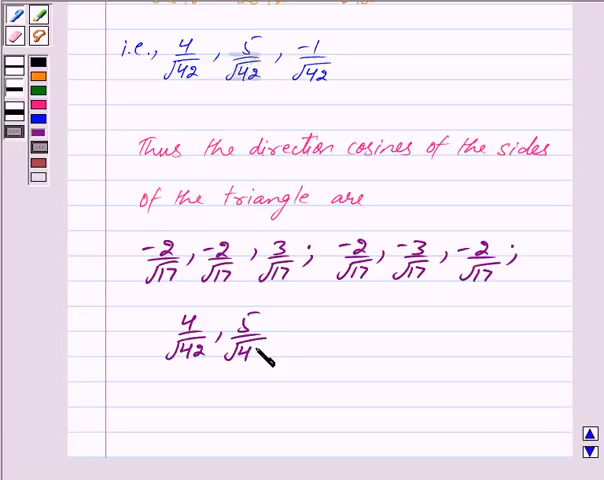 i.e., 4/√42, 5/√42, -1/√42
Thus the direction cosines of the sides
of the triangle are
-2/√17, -2/√17, 3/√17; -2/√17, -3/√17, -2/√17;
4/√42, 5/√4